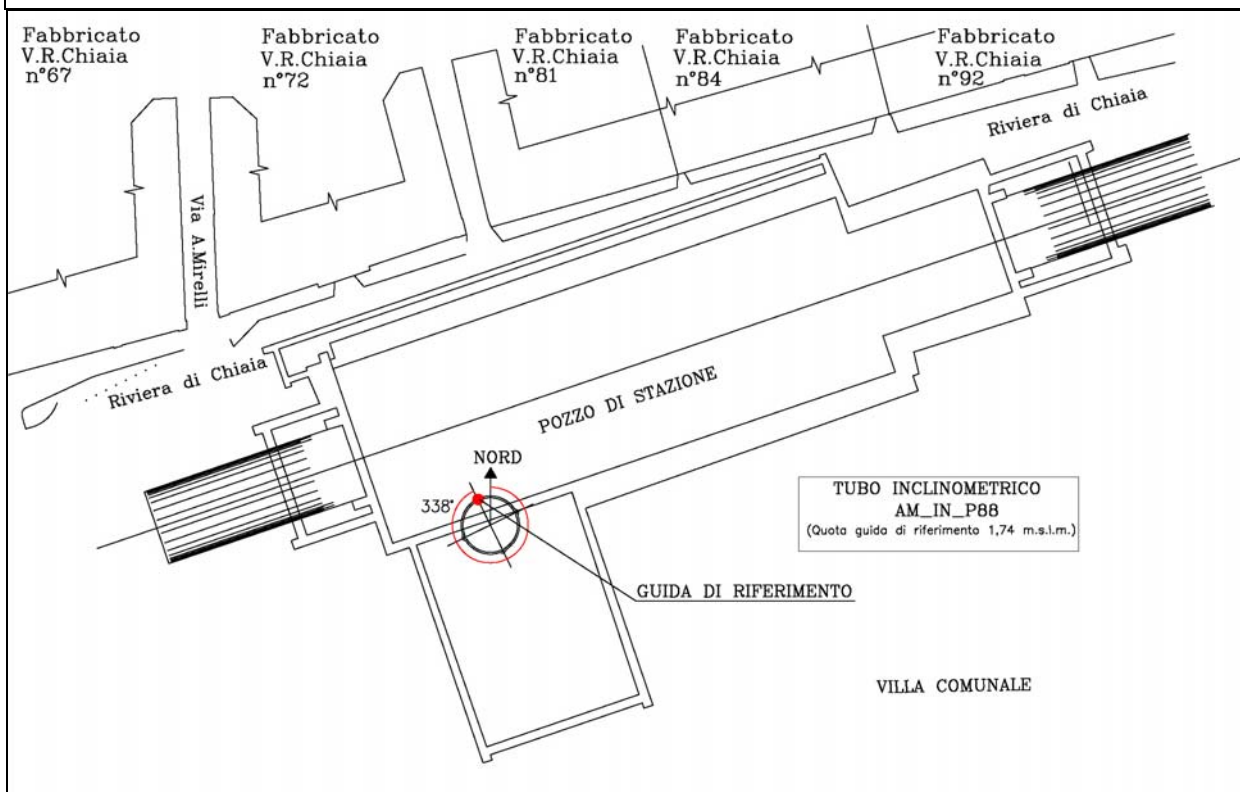 Fabbricato
V.R.Chiaia
n°67
Fabbricato
V.R.Chiaia
n°72
Fabbricato
V.R.Chiaia
n°81
Fabbricato
V.R.Chiaia
n°84
Fabbricato
V.R.Chiaia
n°92
Riviera di Chiaia
Via A.Mirelli
Riviera di Chiaia
POZZO DI STAZIONE
NORD
338°
TUBO INCLINOMETRICO
AM_IN_P88
(Quota guida di riferimento 1,74 m.s.l.m.)
GUIDA DI RIFERIMENTO
VILLA COMUNALE